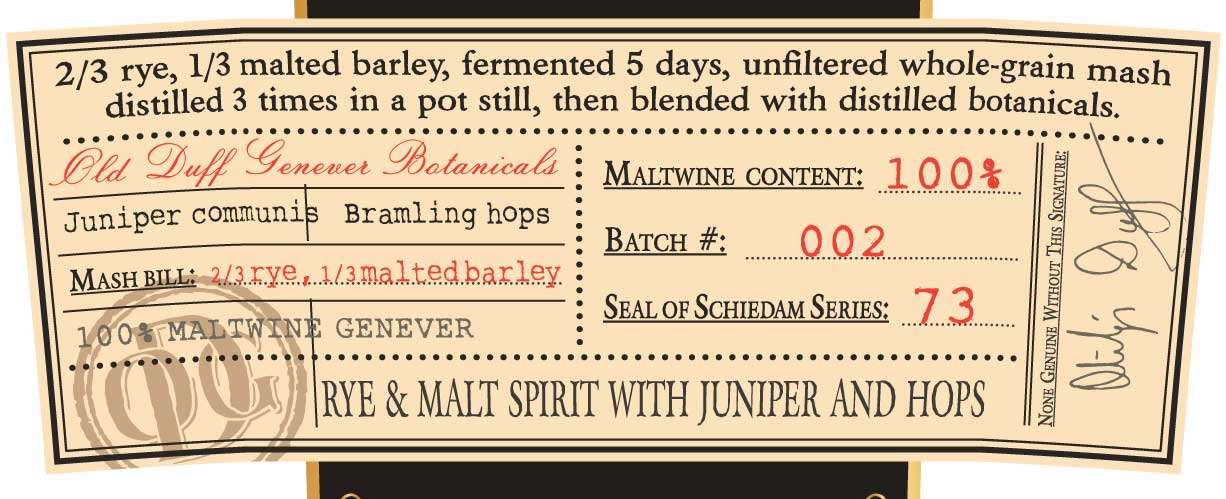 2/3 rye, 1/3 malted barley, fermented 5 days, unfiltered whole-grain mash
distilled 3 times in a pot still, then blended with distilled botanicals.
Old Duff Genever Botanicals
Juniper communis Bramling hops
MASH BILL: 2/3 rye, 1/3 malted barley
100% MALTWINE GENEVER
MALTWINE CONTENT: 100%
BATCH #: 002
SEAL OF SCHIEDAM SERIES: 73
RYE & MALT SPIRIT WITH JUNIPER AND HOPS
NONE GENUINE WITHOUT THIS SIGNATURE:
Philip Duff
ODG